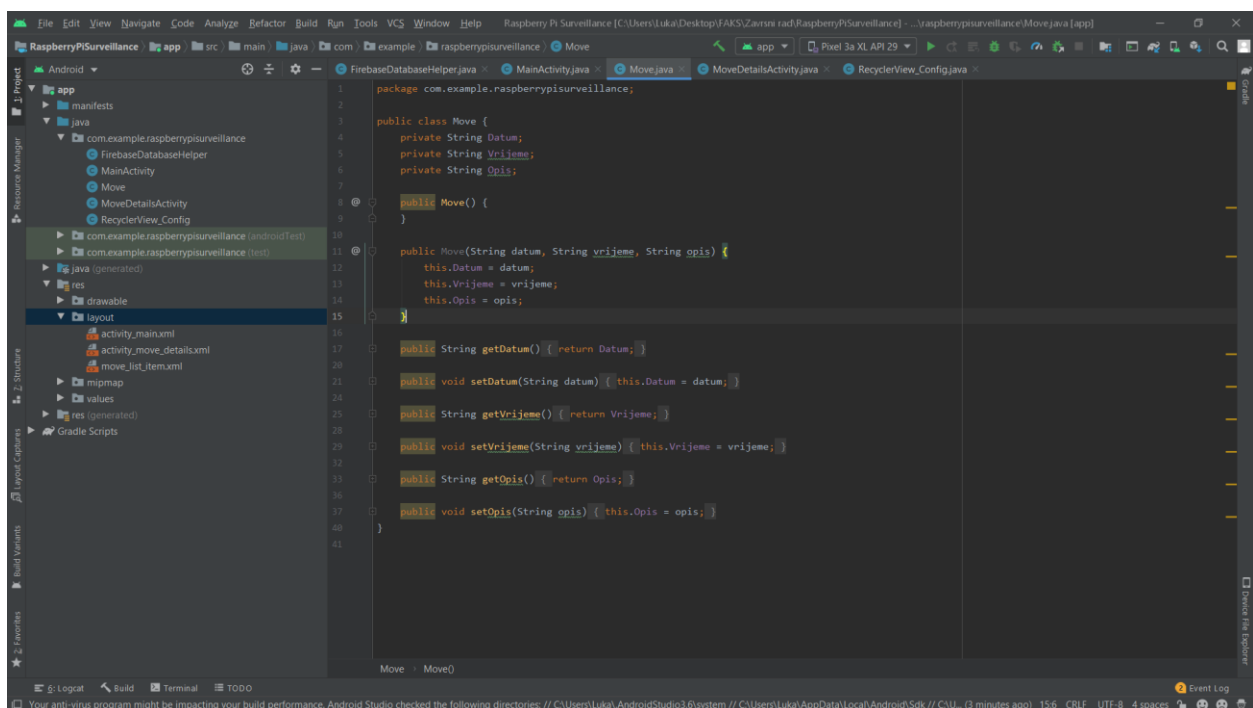 File Edit View Navigate Code Analyze Refactor Build Run Tools VCS Window Help Raspberry Pi Surveillance [C:\Users\Luka\Desktop\FAKS\Zavrsni rad\RaspberryPiSurveillance] - ...\raspberrypisurveillance\Move.java [app]
RaspberryPiSurveillance app src main java com example raspberrypisurveillance Move app Pixel 3a XL API 29
Android FirebaseDatabaseHelper.java MainActivity.java Move.java MoveDetailsActivity.java RecyclerView_Config.java
1: Project
Resource Manager
2: Structure
Layout Captures
Build Variants
2: Favorites
app
manifests
java
com.example.raspberrypisurveillance
FirebaseDatabaseHelper
MainActivity
Move
MoveDetailsActivity
RecyclerView_Config
com.example.raspberrypisurveillance (androidTest)
com.example.raspberrypisurveillance (test)
java (generated)
res
drawable
layout
activity_main.xml
activity_move_details.xml
move_list_item.xml
mipmap
values
res (generated)
Gradle Scripts
1 package com.example.raspberrypisurveillance;
2
3 public class Move {
4 private String Datum;
5 private String Vrijeme;
6 private String Opis;
7
8 @ public Move() {
9 }
10
11 @ public Move(String datum, String vrijeme, String opis) {
12 this.Datum = datum;
13 this.Vrijeme = vrijeme;
14 this.Opis = opis;
15 }
16
17 public String getDatum() { return Datum; }
20
21 public void setDatum(String datum) { this.Datum = datum; }
24
25 public String getVrijeme() { return Vrijeme; }
28
29 public void setVrijeme(String vrijeme) { this.Vrijeme = vrijeme; }
32
33 public String getOpis() { return Opis; }
36
37 public void setOpis(String opis) { this.Opis = opis; }
40 }
41
Gradle
Device File Explorer
Move Move()
6: Logcat Build Terminal TODO 2 Event Log
Your anti-virus program might be impacting your build performance. Android Studio checked the following directories: // C:\Users\Luka\.AndroidStudio3.6\system // C:\Users\Luka\AppData\Local\Android\Sdk // C:\U... (3 minutes ago) 15:6 CRLF UTF-8 4 spaces